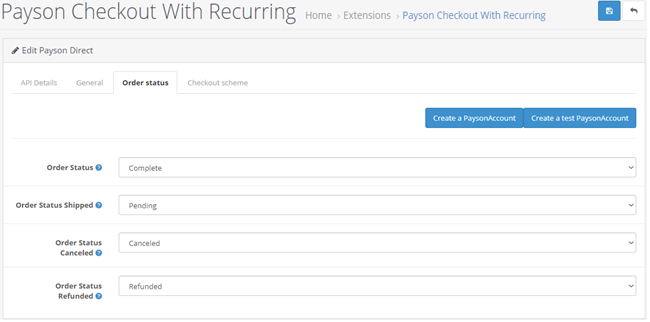 Payson Checkout With Recurring Home › Extensions › Payson Checkout With Recurring
Edit Payson Direct
API Details General Order status Checkout scheme
Create a PaysonAccount Create a test PaysonAccount
Order Status ? Complete
Order Status Shipped ? Pending
Order Status
Canceled ? Canceled
Order Status
Refunded ? Refunded